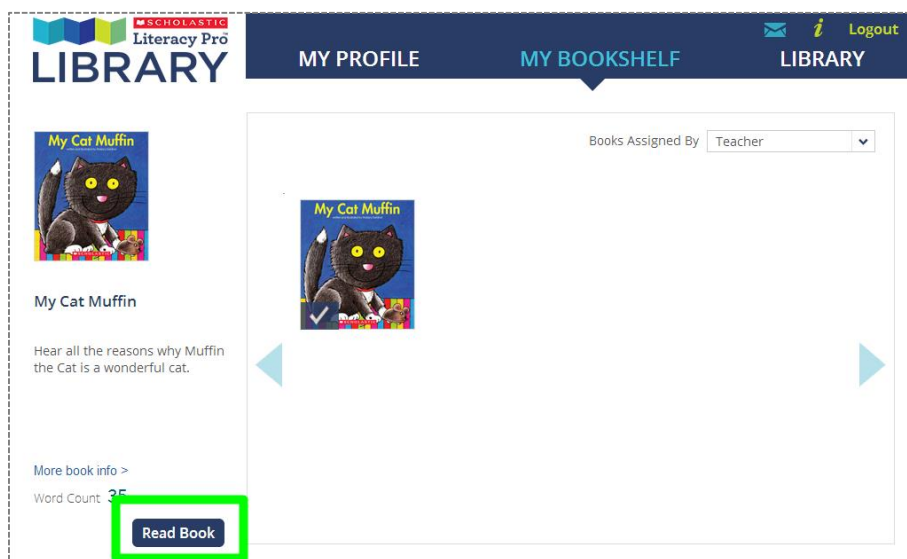 SCHOLASTIC
Literacy Pro
LIBRARY
i Logout
MY PROFILE MY BOOKSHELF LIBRARY
My Cat Muffin
My Cat Muffin
Hear all the reasons why Muffin
the Cat is a wonderful cat.
More book info >
Word Count 35
Read Book
Books Assigned By Teacher
My Cat Muffin